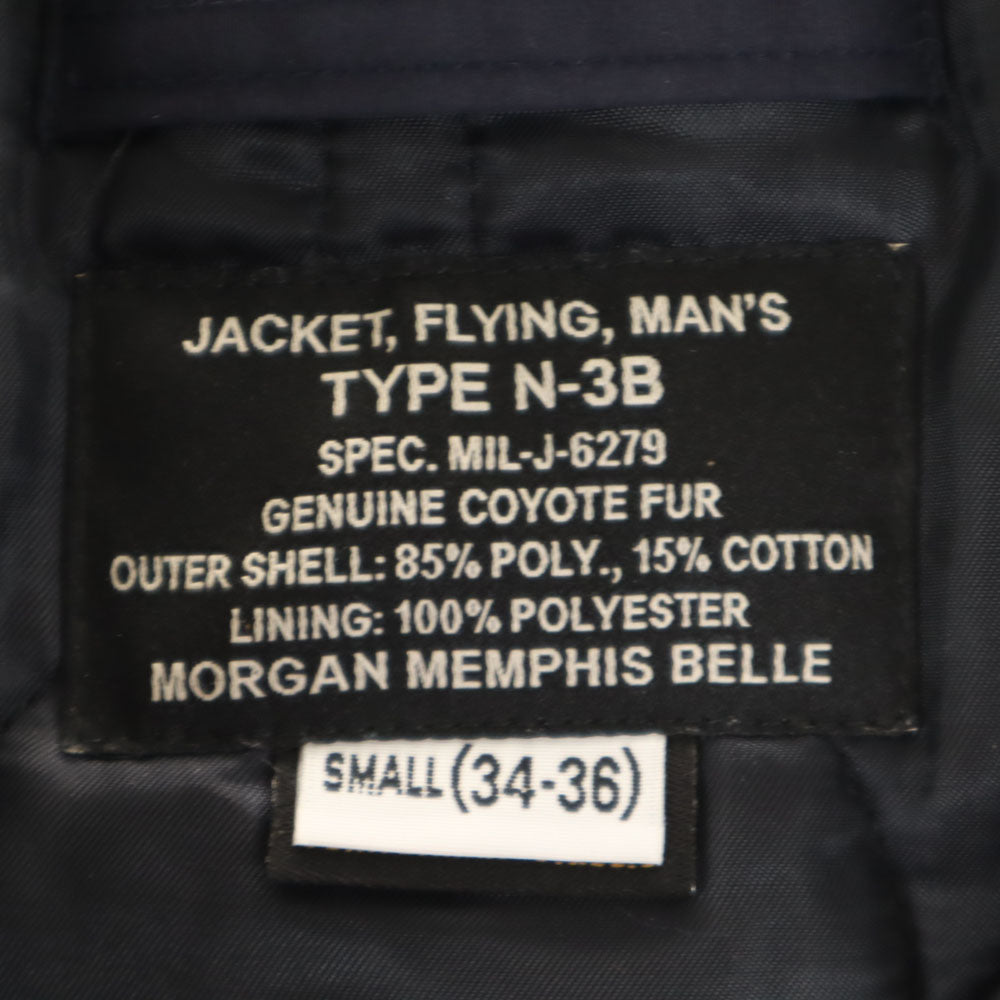 JACKET, FLYING, MAN'S
TYPE N-3B
SPEC. MIL-J-6279
GENUINE COYOTE FUR
OUTER SHELL: 85% POLY., 15% COTTON
LINING: 100% POLYESTER
MORGAN MEMPHIS BELLE
SMALL (34-36)